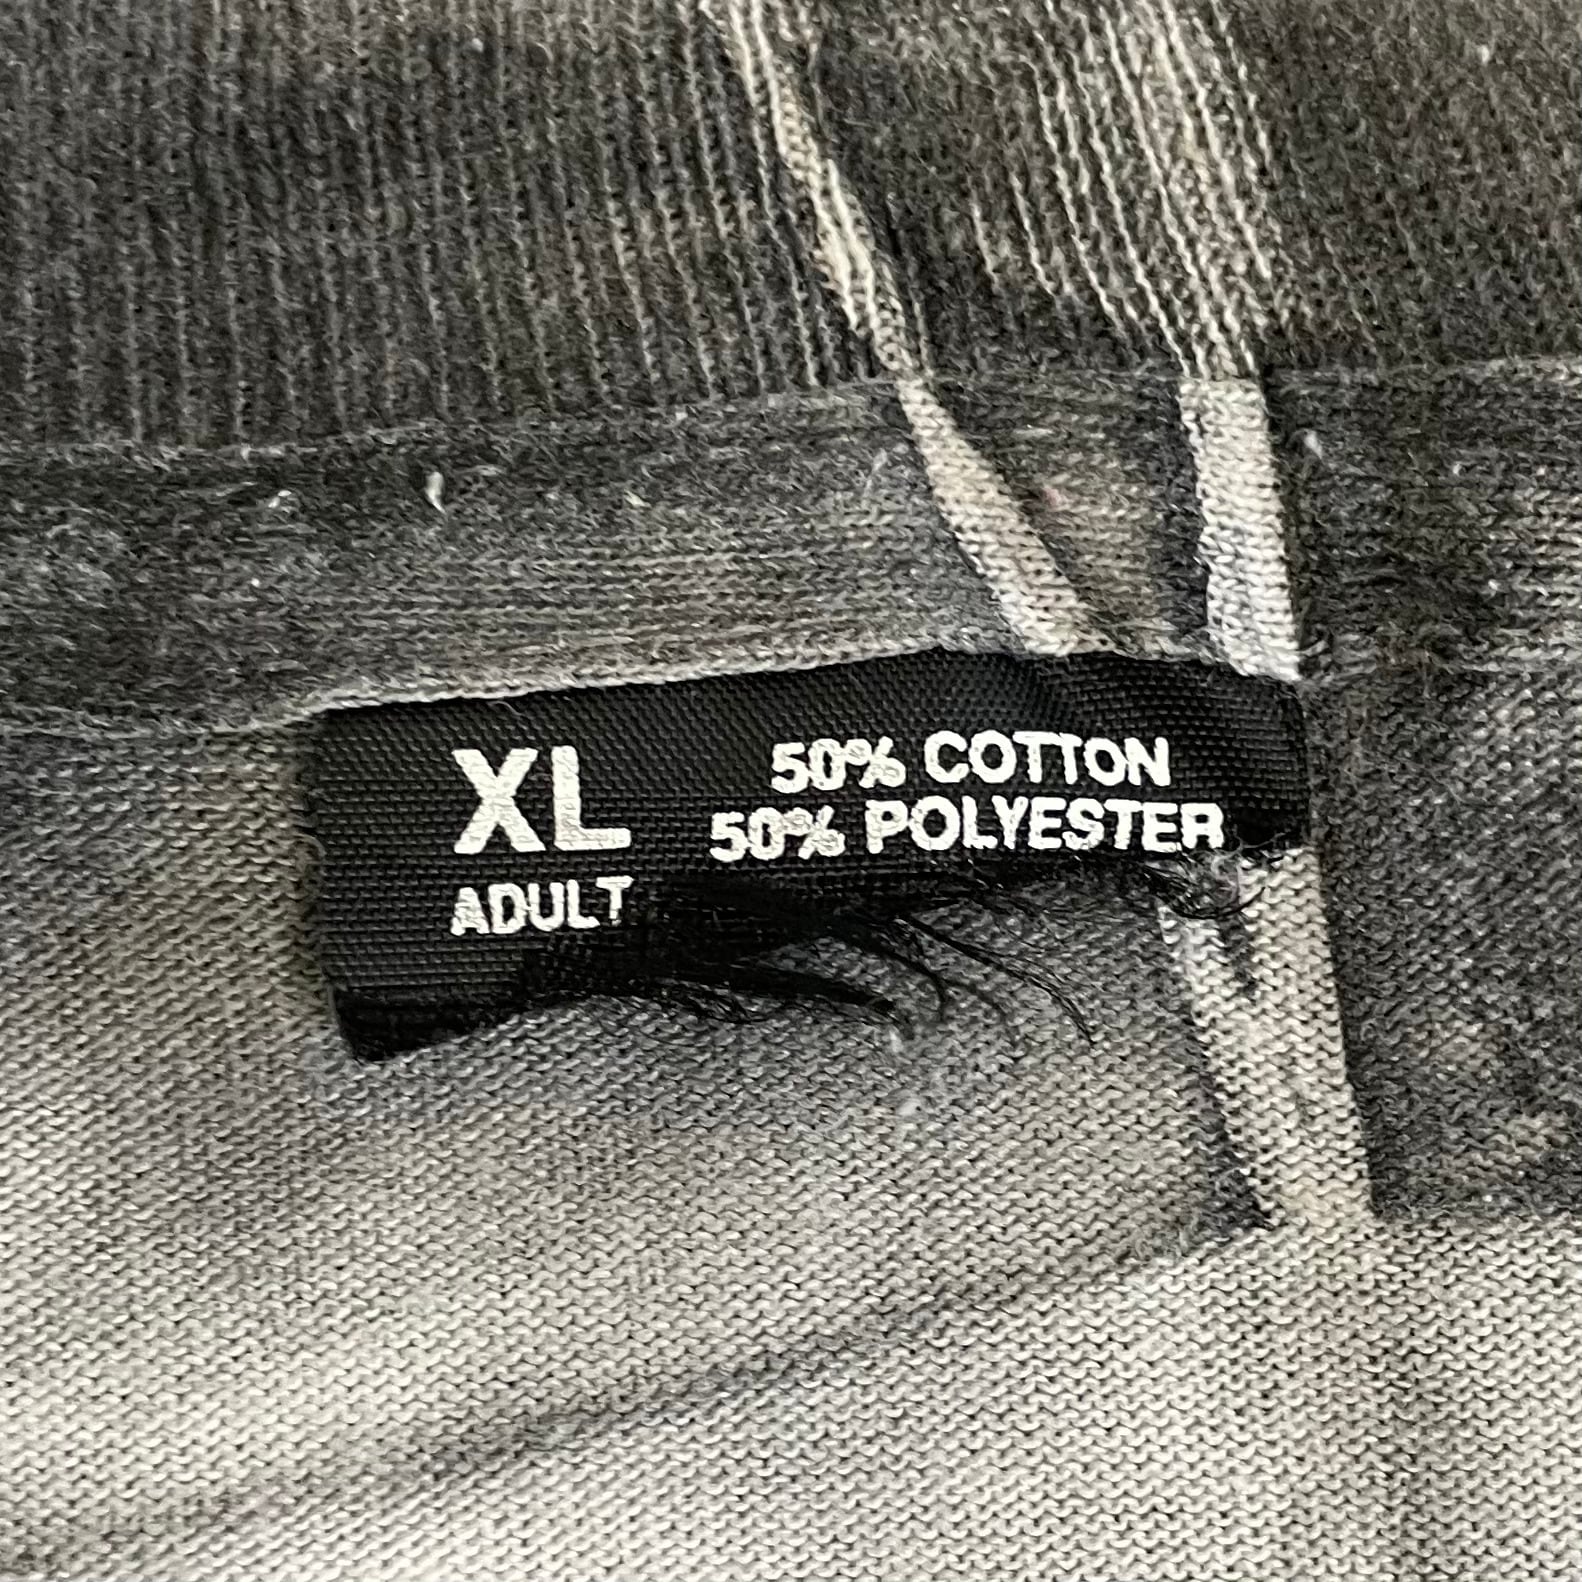 XL
ADULT
50% COTTON
50% POLYESTER